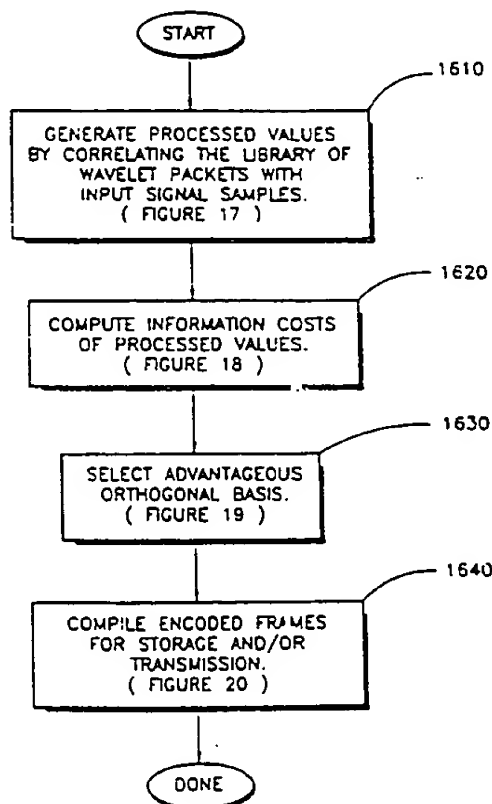 START
1610
GENERATE PROCESSED VALUES
BY CORRELATING THE LIBRARY OF
WAVELET PACKETS WITH
INPUT SIGNAL SAMPLES.
( FIGURE 17 )
1620
COMPUTE INFORMATION COSTS
OF PROCESSED VALUES.
( FIGURE 18 )
1630
SELECT ADVANTAGEOUS
ORTHOGONAL BASIS.
( FIGURE 19 )
1640
COMPILE ENCODED FRAMES
FOR STORAGE AND/OR
TRANSMISSION.
( FIGURE 20 )
DONE